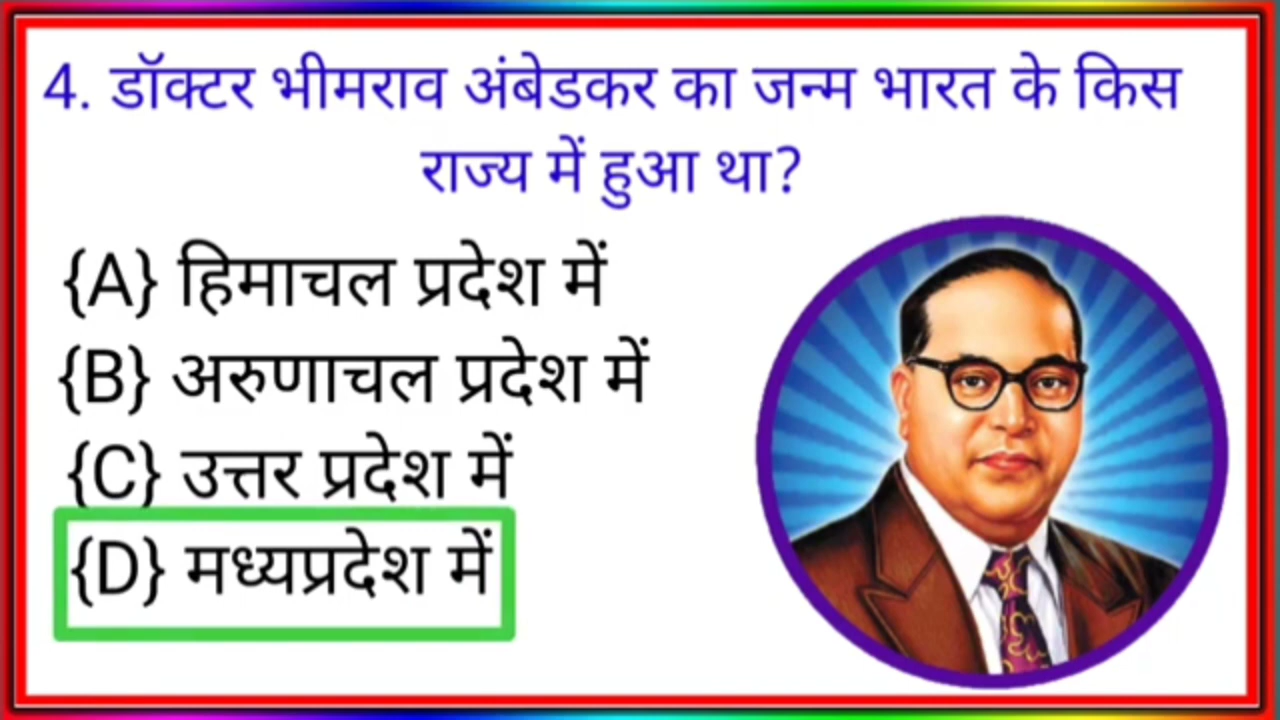 4. डॉक्टर भीमराव अंबेडकर का जन्म भारत के किस
राज्य में हुआ था?
{A} हिमाचल प्रदेश में
{B} अरुणाचल प्रदेश में
{C} उत्तर प्रदेश में
{D} मध्यप्रदेश में